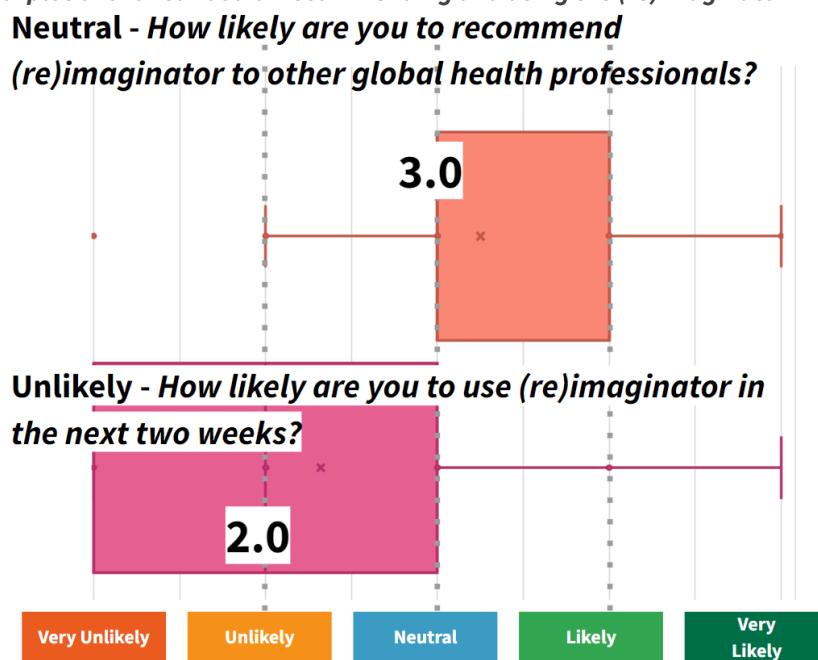 Neutral - How likely are you to recommend
(re)imaginator to other global health professionals?
3.0
Unlikely - How likely are you to use (re)imaginator in
the next two weeks?
2.0
Very Unlikely
Unlikely
Neutral
Likely
Very
Likely